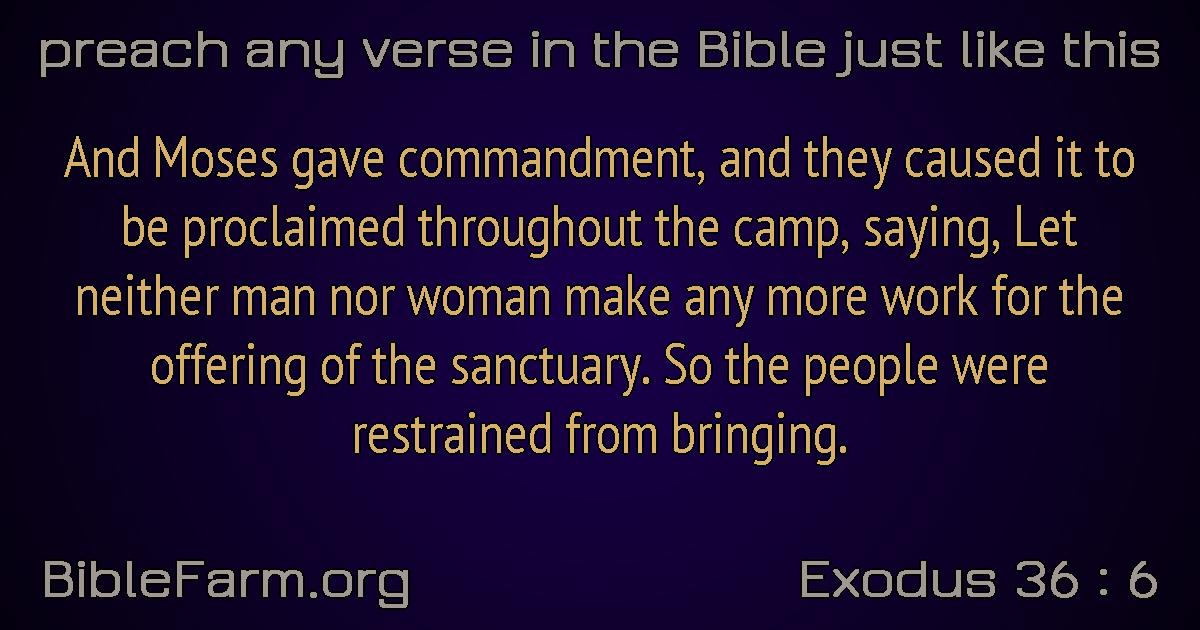 preach any verse in the Bible just like this
And Moses gave commandment, and they caused it to
be proclaimed throughout the camp, saying, Let
neither man nor woman make any more work for the
offering of the sanctuary. So the people were
restrained from bringing.
BibleFarm.org
Exodus 36 : 6